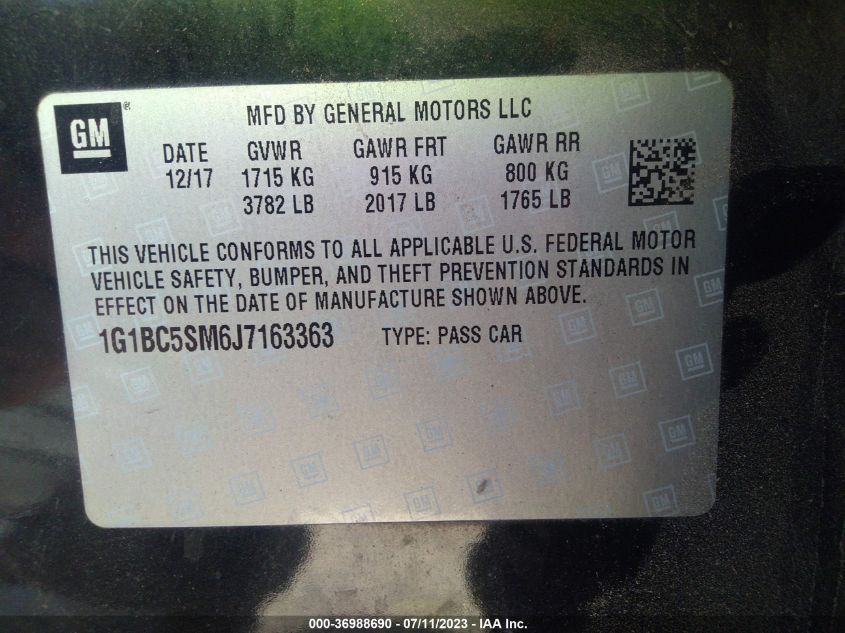 GM ®
MFD BY GENERAL MOTORS LLC
DATE GVWR GAWR FRT GAWR RR
12/17 1715 KG 915 KG 800 KG
3782 LB 2017 LB 1765 LB
THIS VEHICLE CONFORMS TO ALL APPLICABLE U.S. FEDERAL MOTOR
VEHICLE SAFETY, BUMPER, AND THEFT PREVENTION STANDARDS IN
EFFECT ON THE DATE OF MANUFACTURE SHOWN ABOVE.
1G1BC5SM6J7163363 TYPE: PASS CAR
000-36988690 - 07/11/2023 - © IAA Inc.